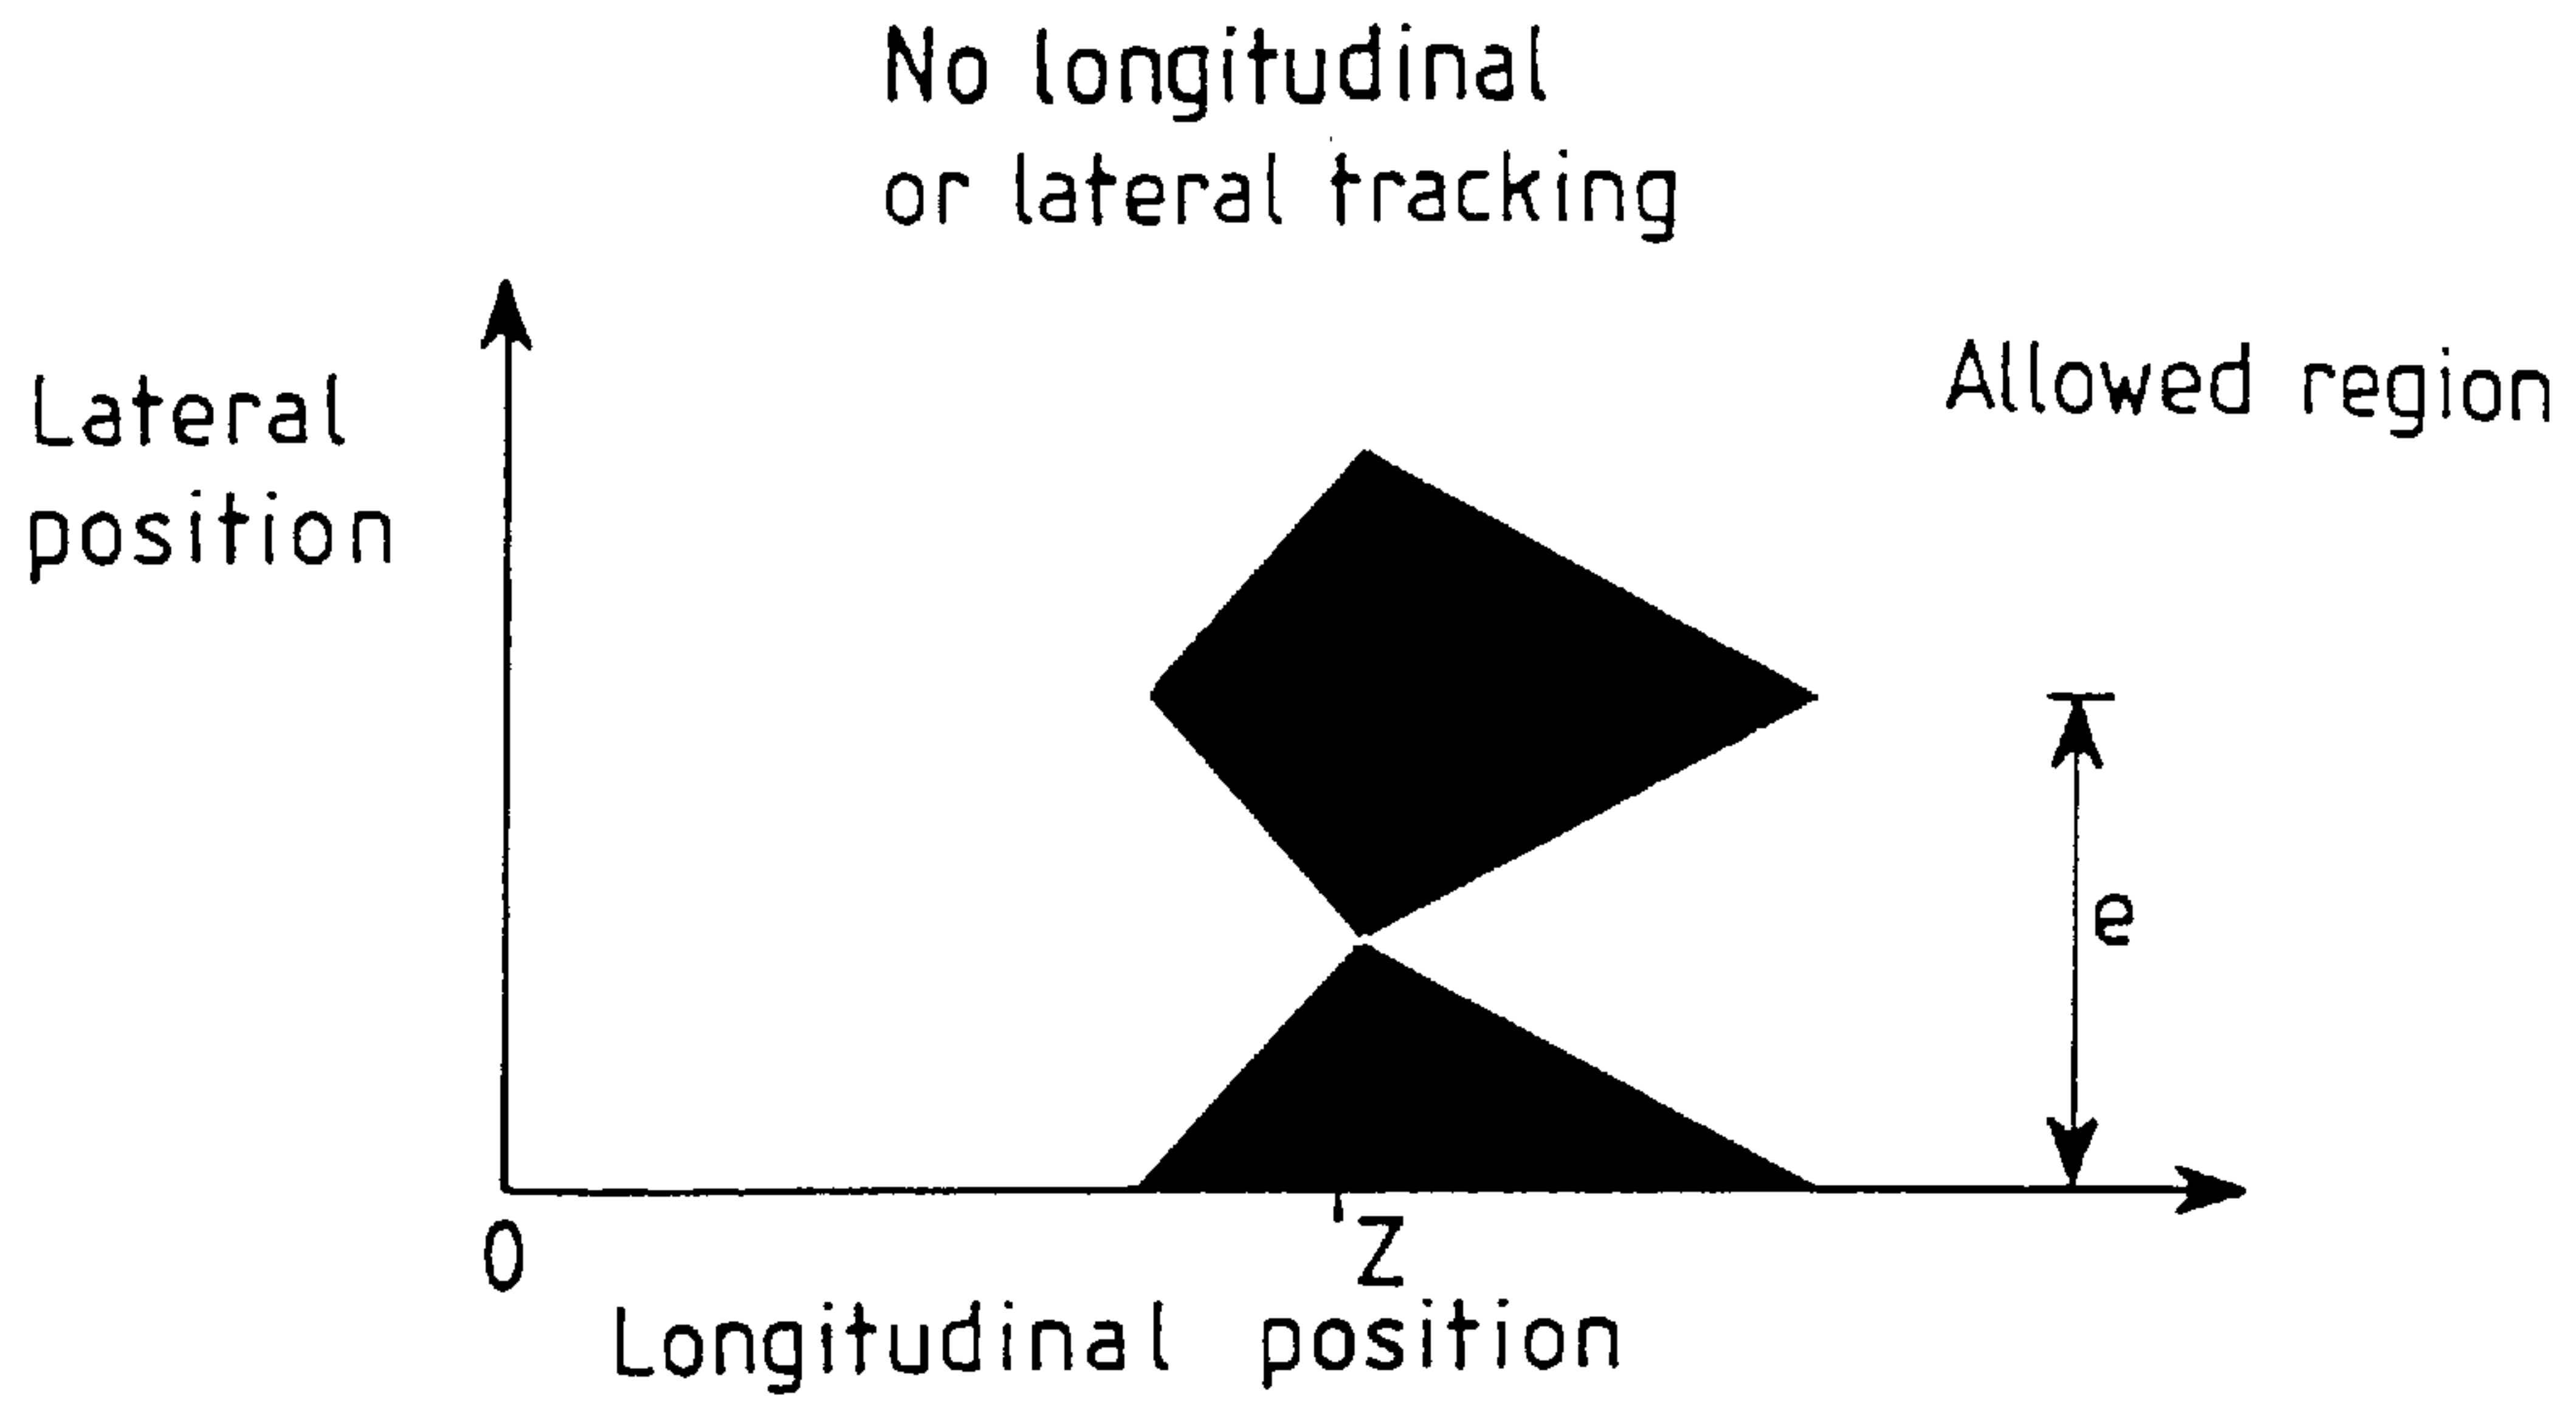 No longitudinal
or lateral tracking
Lateral
position
Allowed region
e
0
Z
Longitudinal position